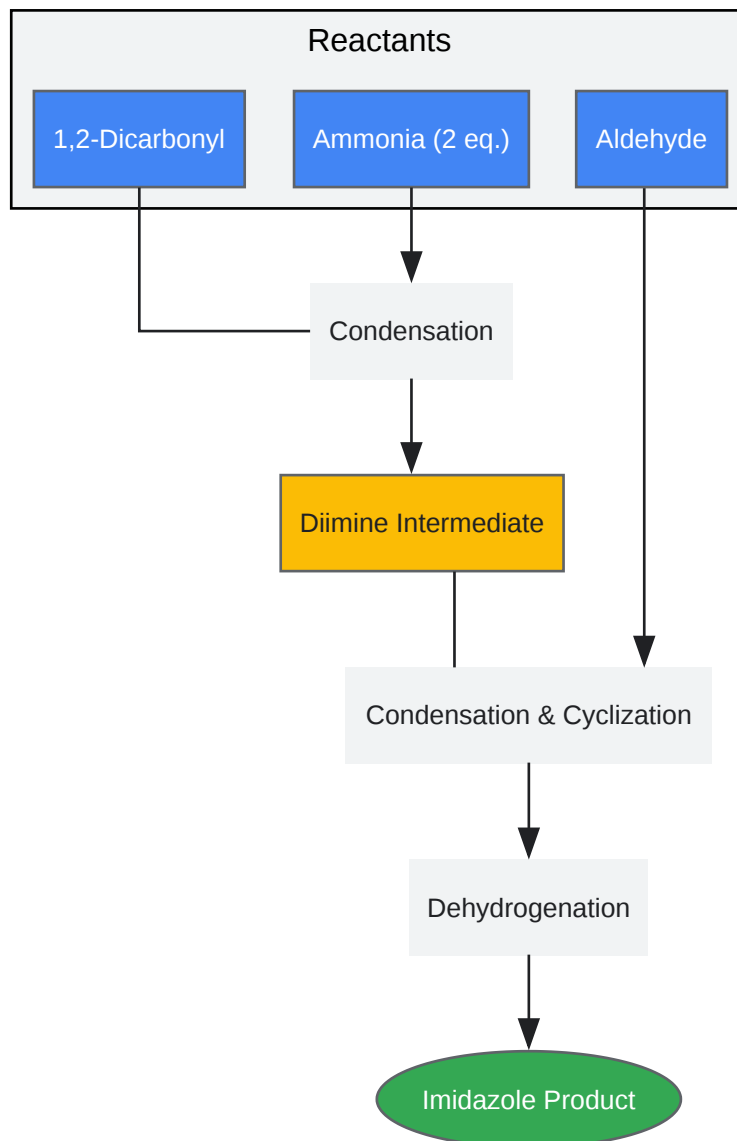 Reactants
1,2-Dicarbonyl
Ammonia (2 eq.)
Aldehyde
Condensation
Diimine Intermediate
Condensation & Cyclization
Dehydrogenation
Imidazole Product